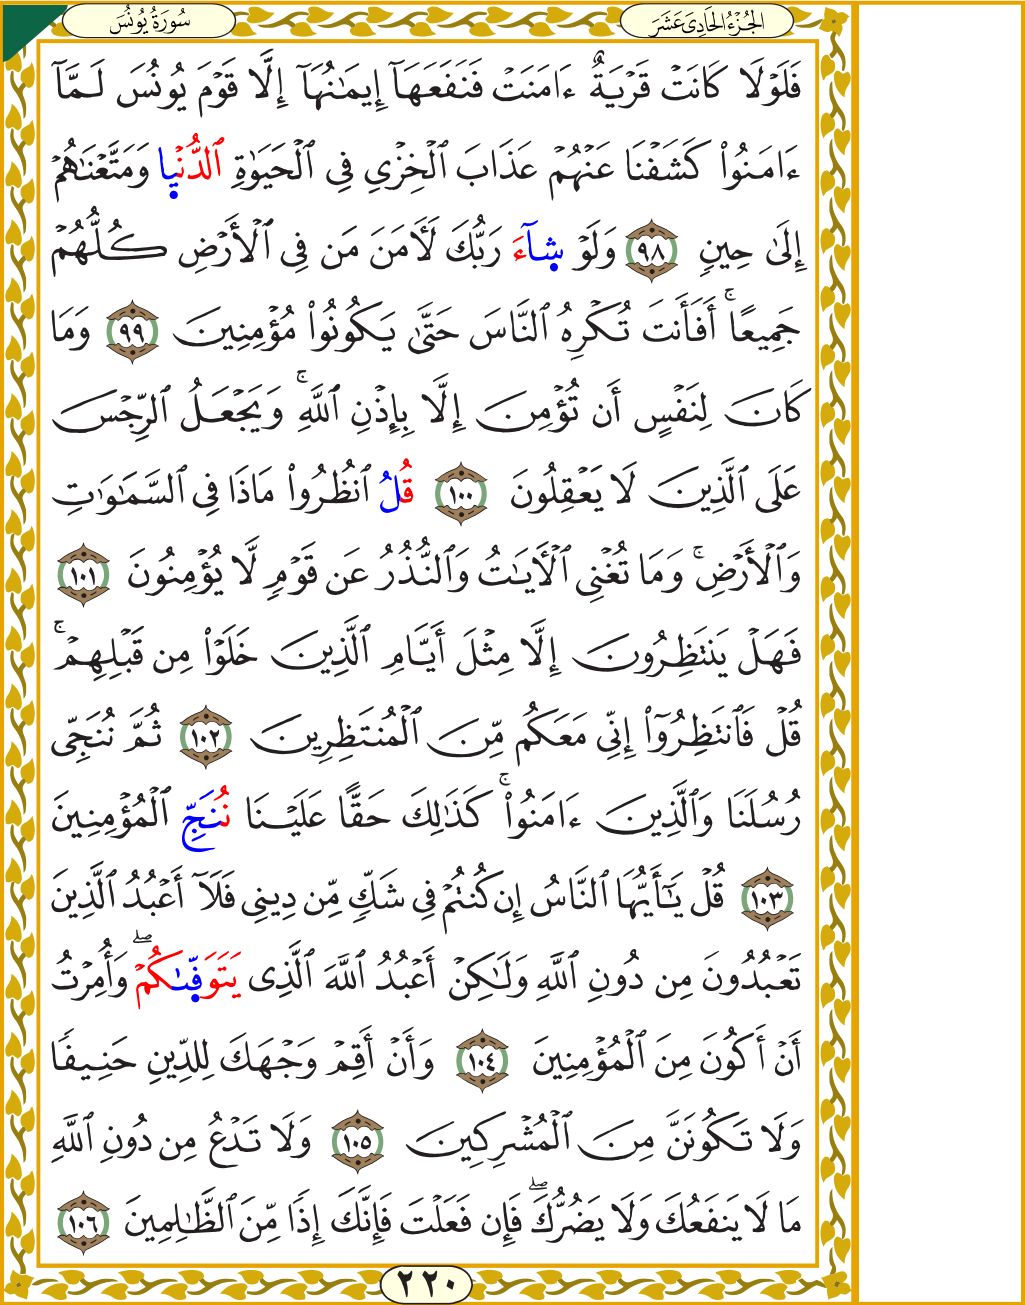 سُورَةُ يُونُسَ
الجُزْءُ الحَادِي عَشَرَ
فَلَوۡلَا كَانَتۡ قَرۡيَةٌ ءَامَنَتۡ فَنَفَعَهَآ إِيمَٰنُهَآ إِلَّا قَوۡمَ يُونُسَ لَمَّآ
ءَامَنُواْ كَشَفۡنَا عَنۡهُمۡ عَذَابَ ٱلۡخِزۡيِ فِي ٱلۡحَيَوٰةِ ٱلدُّنۡيٜا وَمَتَّعۡنَٰهُمۡ
إِلَىٰ حِينٖ ٩٨ وَلَوۡ شٜآءَ رَبُّكَ لَأٓمَنَ مَن فِي ٱلۡأَرۡضِ كُلُّهُمۡ
جَمِيعًاۚ أَفَأَنتَ تُكۡرِهُ ٱلنَّاسَ حَتَّىٰ يَكُونُواْ مُؤۡمِنِينَ ٩٩ وَمَا
كَانَ لِنَفۡسٍ أَن تُؤۡمِنَ إِلَّا بِإِذۡنِ ٱللَّهِۚ وَيَجۡعَلُ ٱلرِّجۡسَ
عَلَى ٱلَّذِينَ لَا يَعۡقِلُونَ ١٠٠ قُلُ ٱنظُرُواْ مَاذَا فِي ٱلسَّمَٰوَٰتِ
وَٱلۡأَرۡضِۚ وَمَا تُغۡنِي ٱلۡأٓيَٰتُ وَٱلنُّذُرُ عَن قَوۡمٖ لَّا يُؤۡمِنُونَ ١٠١
فَهَلۡ يَنتَظِرُونَ إِلَّا مِثۡلَ أَيَّامِ ٱلَّذِينَ خَلَوۡاْ مِن قَبۡلِهِمۡۚ
قُلۡ فَٱنتَظِرُوٓاْ إِنِّي مَعَكُم مِّنَ ٱلۡمُنتَظِرِينَ ١٠٢ ثُمَّ نُنَجِّي
رُسُلَنَا وَٱلَّذِينَ ءَامَنُواْۚ كَذَٰلِكَ حَقًّا عَلَيۡنَا نُنَجِّ ٱلۡمُؤۡمِنِينَ
١٠٣ قُلۡ يَٰٓأَيُّهَا ٱلنَّاسُ إِن كُنتُمۡ فِي شَكّٖ مِّن دِينِي فَلَآ أَعۡبُدُ ٱلَّذِينَ
تَعۡبُدُونَ مِن دُونِ ٱللَّهِ وَلَٰكِنۡ أَعۡبُدُ ٱللَّهَ ٱلَّذِي يَتَوَفّٜىٰكُمۡۖ وَأُمِرۡتُ
أَنۡ أَكُونَ مِنَ ٱلۡمُؤۡمِنِينَ ١٠٤ وَأَنۡ أَقِمۡ وَجۡهَكَ لِلدِّينِ حَنِيفٗا
وَلَا تَكُونَنَّ مِنَ ٱلۡمُشۡرِكِينَ ١٠٥ وَلَا تَدۡعُ مِن دُونِ ٱللَّهِ
مَا لَا يَنفَعُكَ وَلَا يَضُرُّكَۖ فَإِن فَعَلۡتَ فَإِنَّكَ إِذٗا مِّنَ ٱلظَّٰلِمِينَ ١٠٦
٢٢٠